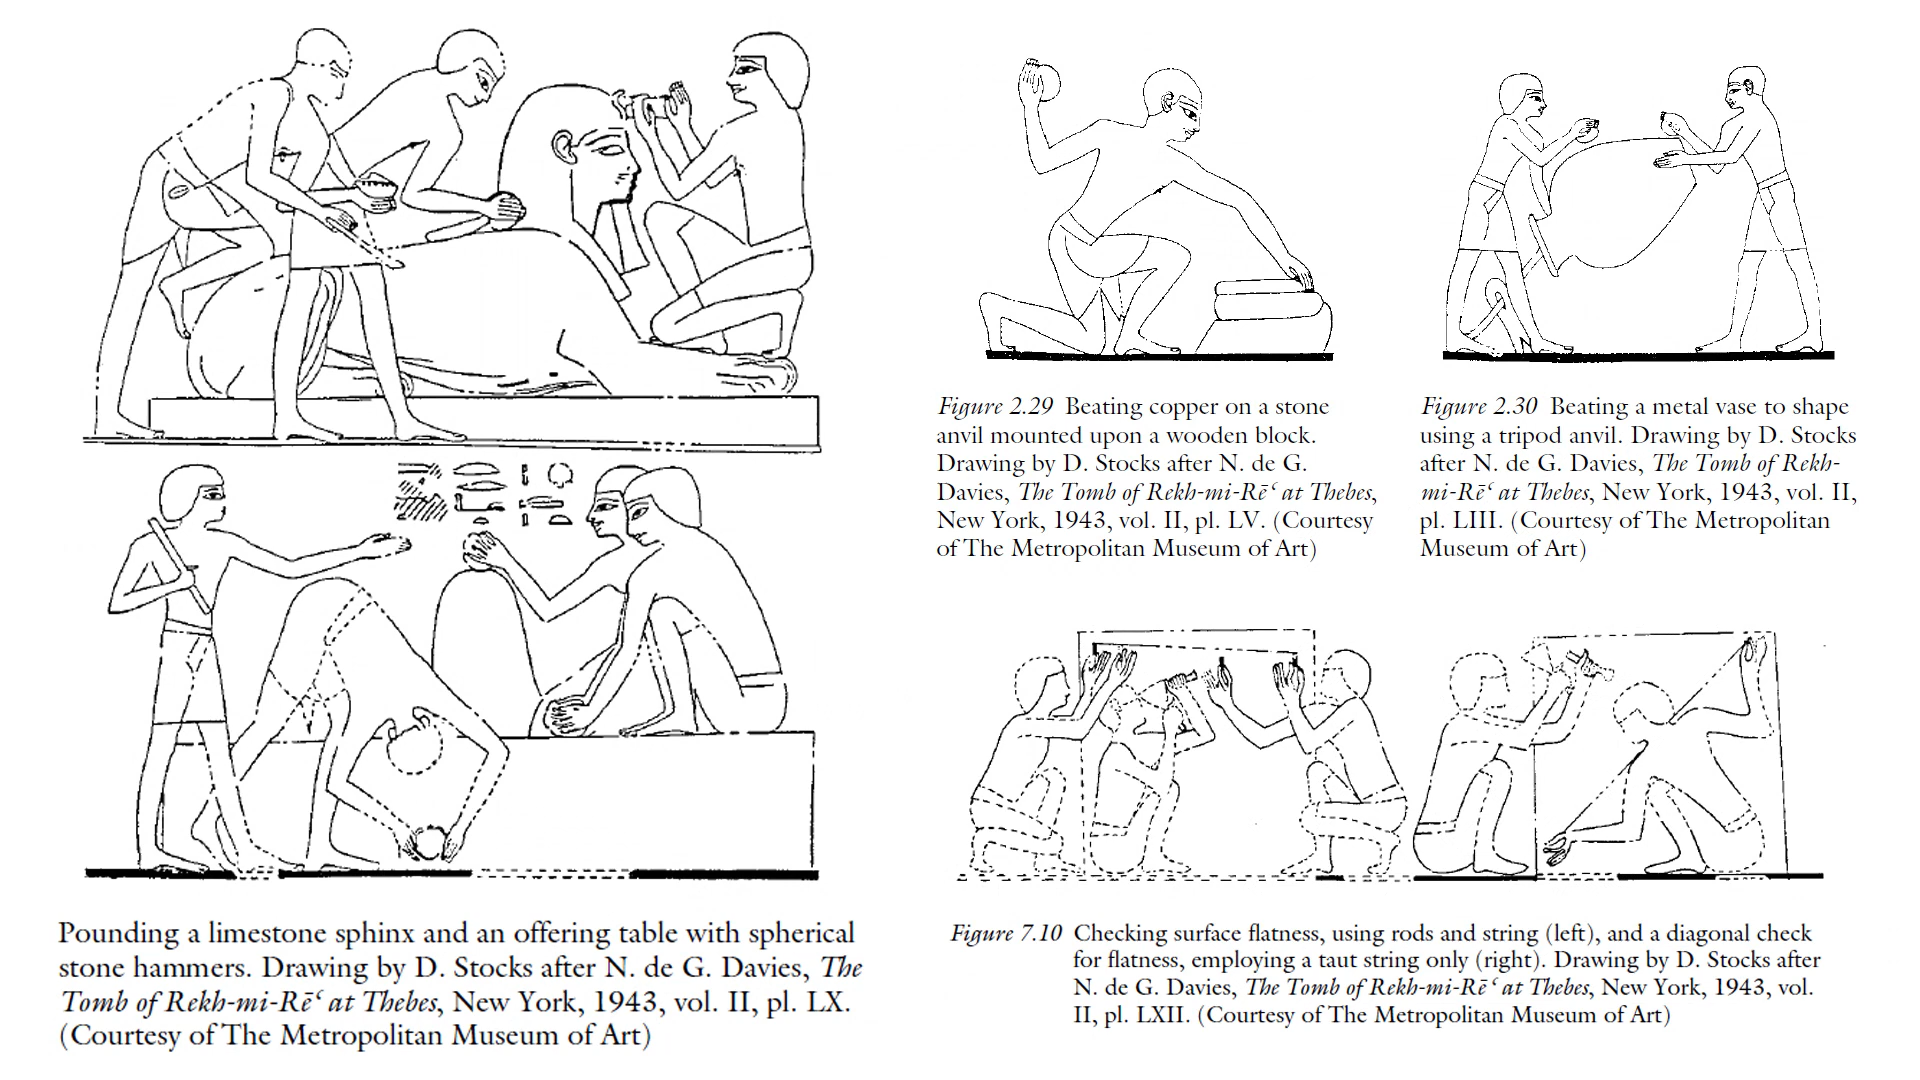 Pounding a limestone sphinx and an offering table with spherical
stone hammers. Drawing by D. Stocks after N. de G. Davies, The
Tomb of Rekh-mi-Rēʿ at Thebes, New York, 1943, vol. II, pl. LX.
(Courtesy of The Metropolitan Museum of Art)
Figure 2.29 Beating copper on a stone
anvil mounted upon a wooden block.
Drawing by D. Stocks after N. de G.
Davies, The Tomb of Rekh-mi-Rēʿ at Thebes,
New York, 1943, vol. II, pl. LV. (Courtesy
of The Metropolitan Museum of Art)
Figure 2.30 Beating a metal vase to shape
using a tripod anvil. Drawing by D. Stocks
after N. de G. Davies, The Tomb of Rekh-
mi-Rēʿ at Thebes, New York, 1943, vol. II,
pl. LIII. (Courtesy of The Metropolitan
Museum of Art)
Figure 7.10 Checking surface flatness, using rods and string (left), and a diagonal check
for flatness, employing a taut string only (right). Drawing by D. Stocks after
N. de G. Davies, The Tomb of Rekh-mi-Rēʿ at Thebes, New York, 1943, vol.
II, pl. LXII. (Courtesy of The Metropolitan Museum of Art)